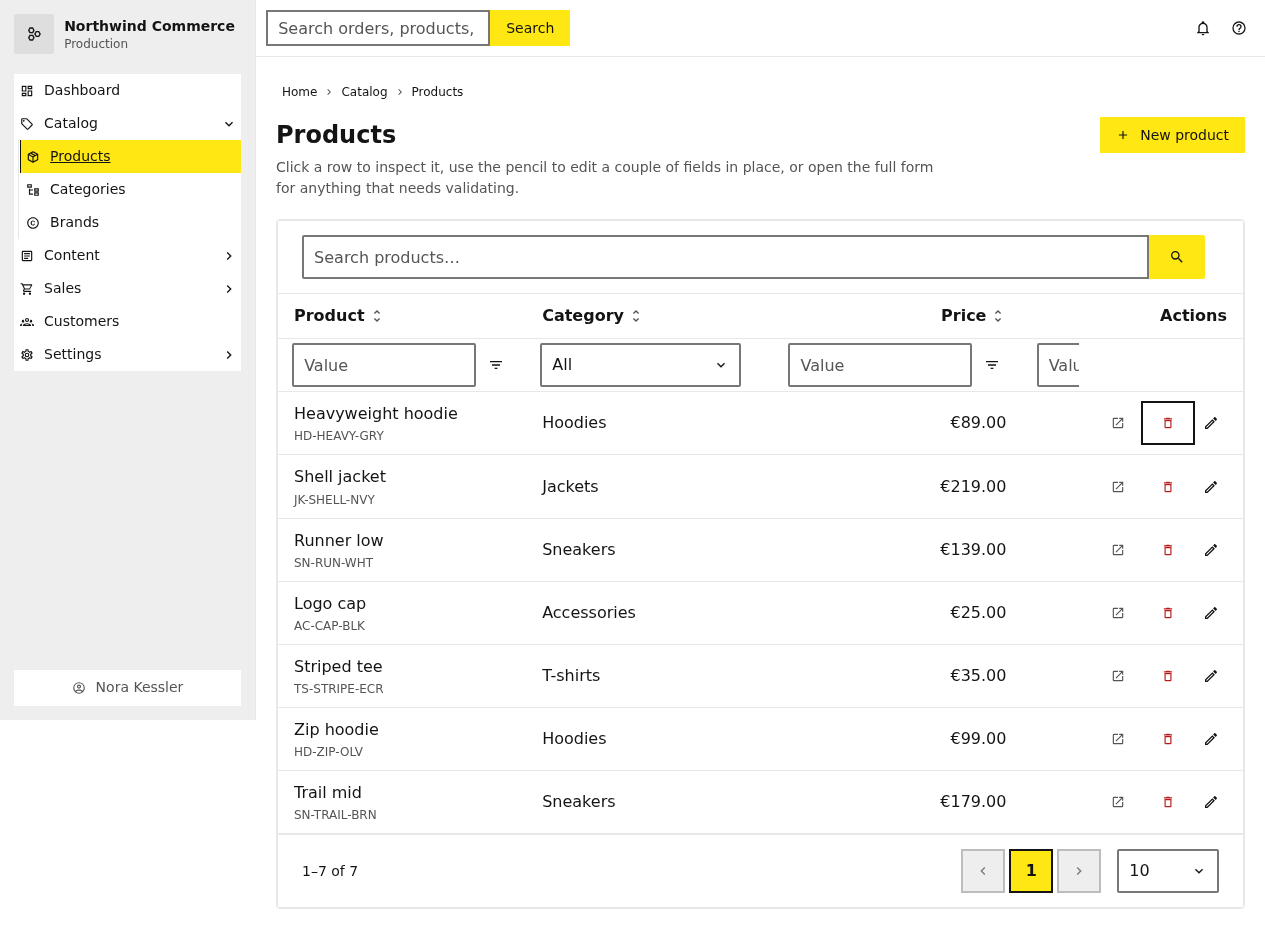 Northwind Commerce
Production
Search orders, products,
Search
Dashboard
Catalog
Products
Categories
Brands
Content
Sales
Customers
Settings
Nora Kessler
Home › Catalog › Products
Products
New product
Click a row to inspect it, use the pencil to edit a couple of fields in place, or open the full form
for anything that needs validating.
Search products...
Product Category Price Actions
Value All Value Valu
Heavyweight hoodie
HD-HEAVY-GRY
Hoodies €89.00
Shell jacket
JK-SHELL-NVY
Jackets €219.00
Runner low
SN-RUN-WHT
Sneakers €139.00
Logo cap
AC-CAP-BLK
Accessories €25.00
Striped tee
TS-STRIPE-ECR
T-shirts €35.00
Zip hoodie
HD-ZIP-OLV
Hoodies €99.00
Trail mid
SN-TRAIL-BRN
Sneakers €179.00
1–7 of 7
1
10